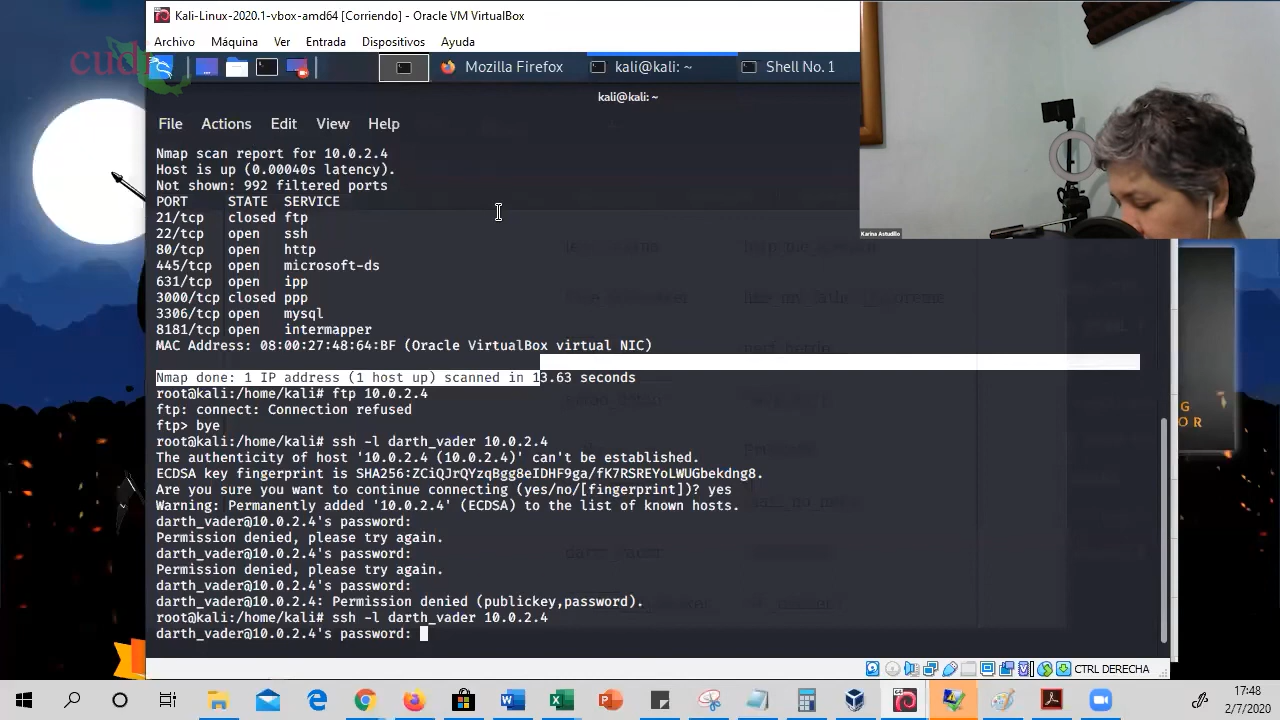 Kali-Linux-2020.1-vbox-amd64 [Corriendo] - Oracle VM VirtualBox
Archivo Máquina Ver Entrada Dispositivos Ayuda
Mozilla Firefox kali@kali: ~ Shell No. 1
kali@kali: ~
File Actions Edit View Help
Nmap scan report for 10.0.2.4
Host is up (0.00040s latency).
Not shown: 992 filtered ports
PORT STATE SERVICE
21/tcp closed ftp
22/tcp open ssh
80/tcp open http
445/tcp open microsoft-ds
631/tcp open ipp
3000/tcp closed ppp
3306/tcp open mysql
8181/tcp open intermapper
MAC Address: 08:00:27:48:64:BF (Oracle VirtualBox virtual NIC)
Nmap done: 1 IP address (1 host up) scanned in 13.63 seconds
root@kali:/home/kali# ftp 10.0.2.4
ftp: connect: Connection refused
ftp> bye
root@kali:/home/kali# ssh -l darth_vader 10.0.2.4
The authenticity of host '10.0.2.4 (10.0.2.4)' can't be established.
ECDSA key fingerprint is SHA256:ZCiQJrQYzqBgg8eIDHF9ga/fK7RSREYoLWUGbekdng8.
Are you sure you want to continue connecting (yes/no/[fingerprint])? yes
Warning: Permanently added '10.0.2.4' (ECDSA) to the list of known hosts.
darth_vader@10.0.2.4's password:
Permission denied, please try again.
darth_vader@10.0.2.4's password:
Permission denied, please try again.
darth_vader@10.0.2.4's password:
darth_vader@10.0.2.4: Permission denied (publickey,password).
root@kali:/home/kali# ssh -l darth_vader 10.0.2.4
darth_vader@10.0.2.4's password:
Karina Astudillo
CTRL DERECHA
17:48
2/7/2020